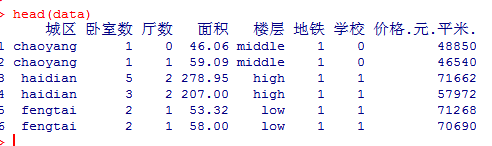 > head(data)
城区 卧室数 厅数 面积 楼层 地铁 学校 价格.元.平米.
1 chaoyang 1 0 46.06 middle 1 0 48850
2 chaoyang 1 1 59.09 middle 1 0 46540
3 haidian 5 2 278.95 high 1 1 71662
4 haidian 3 2 207.00 high 1 1 57972
5 fengtai 2 1 53.32 low 1 1 71268
6 fengtai 2 1 58.00 low 1 1 70690
>